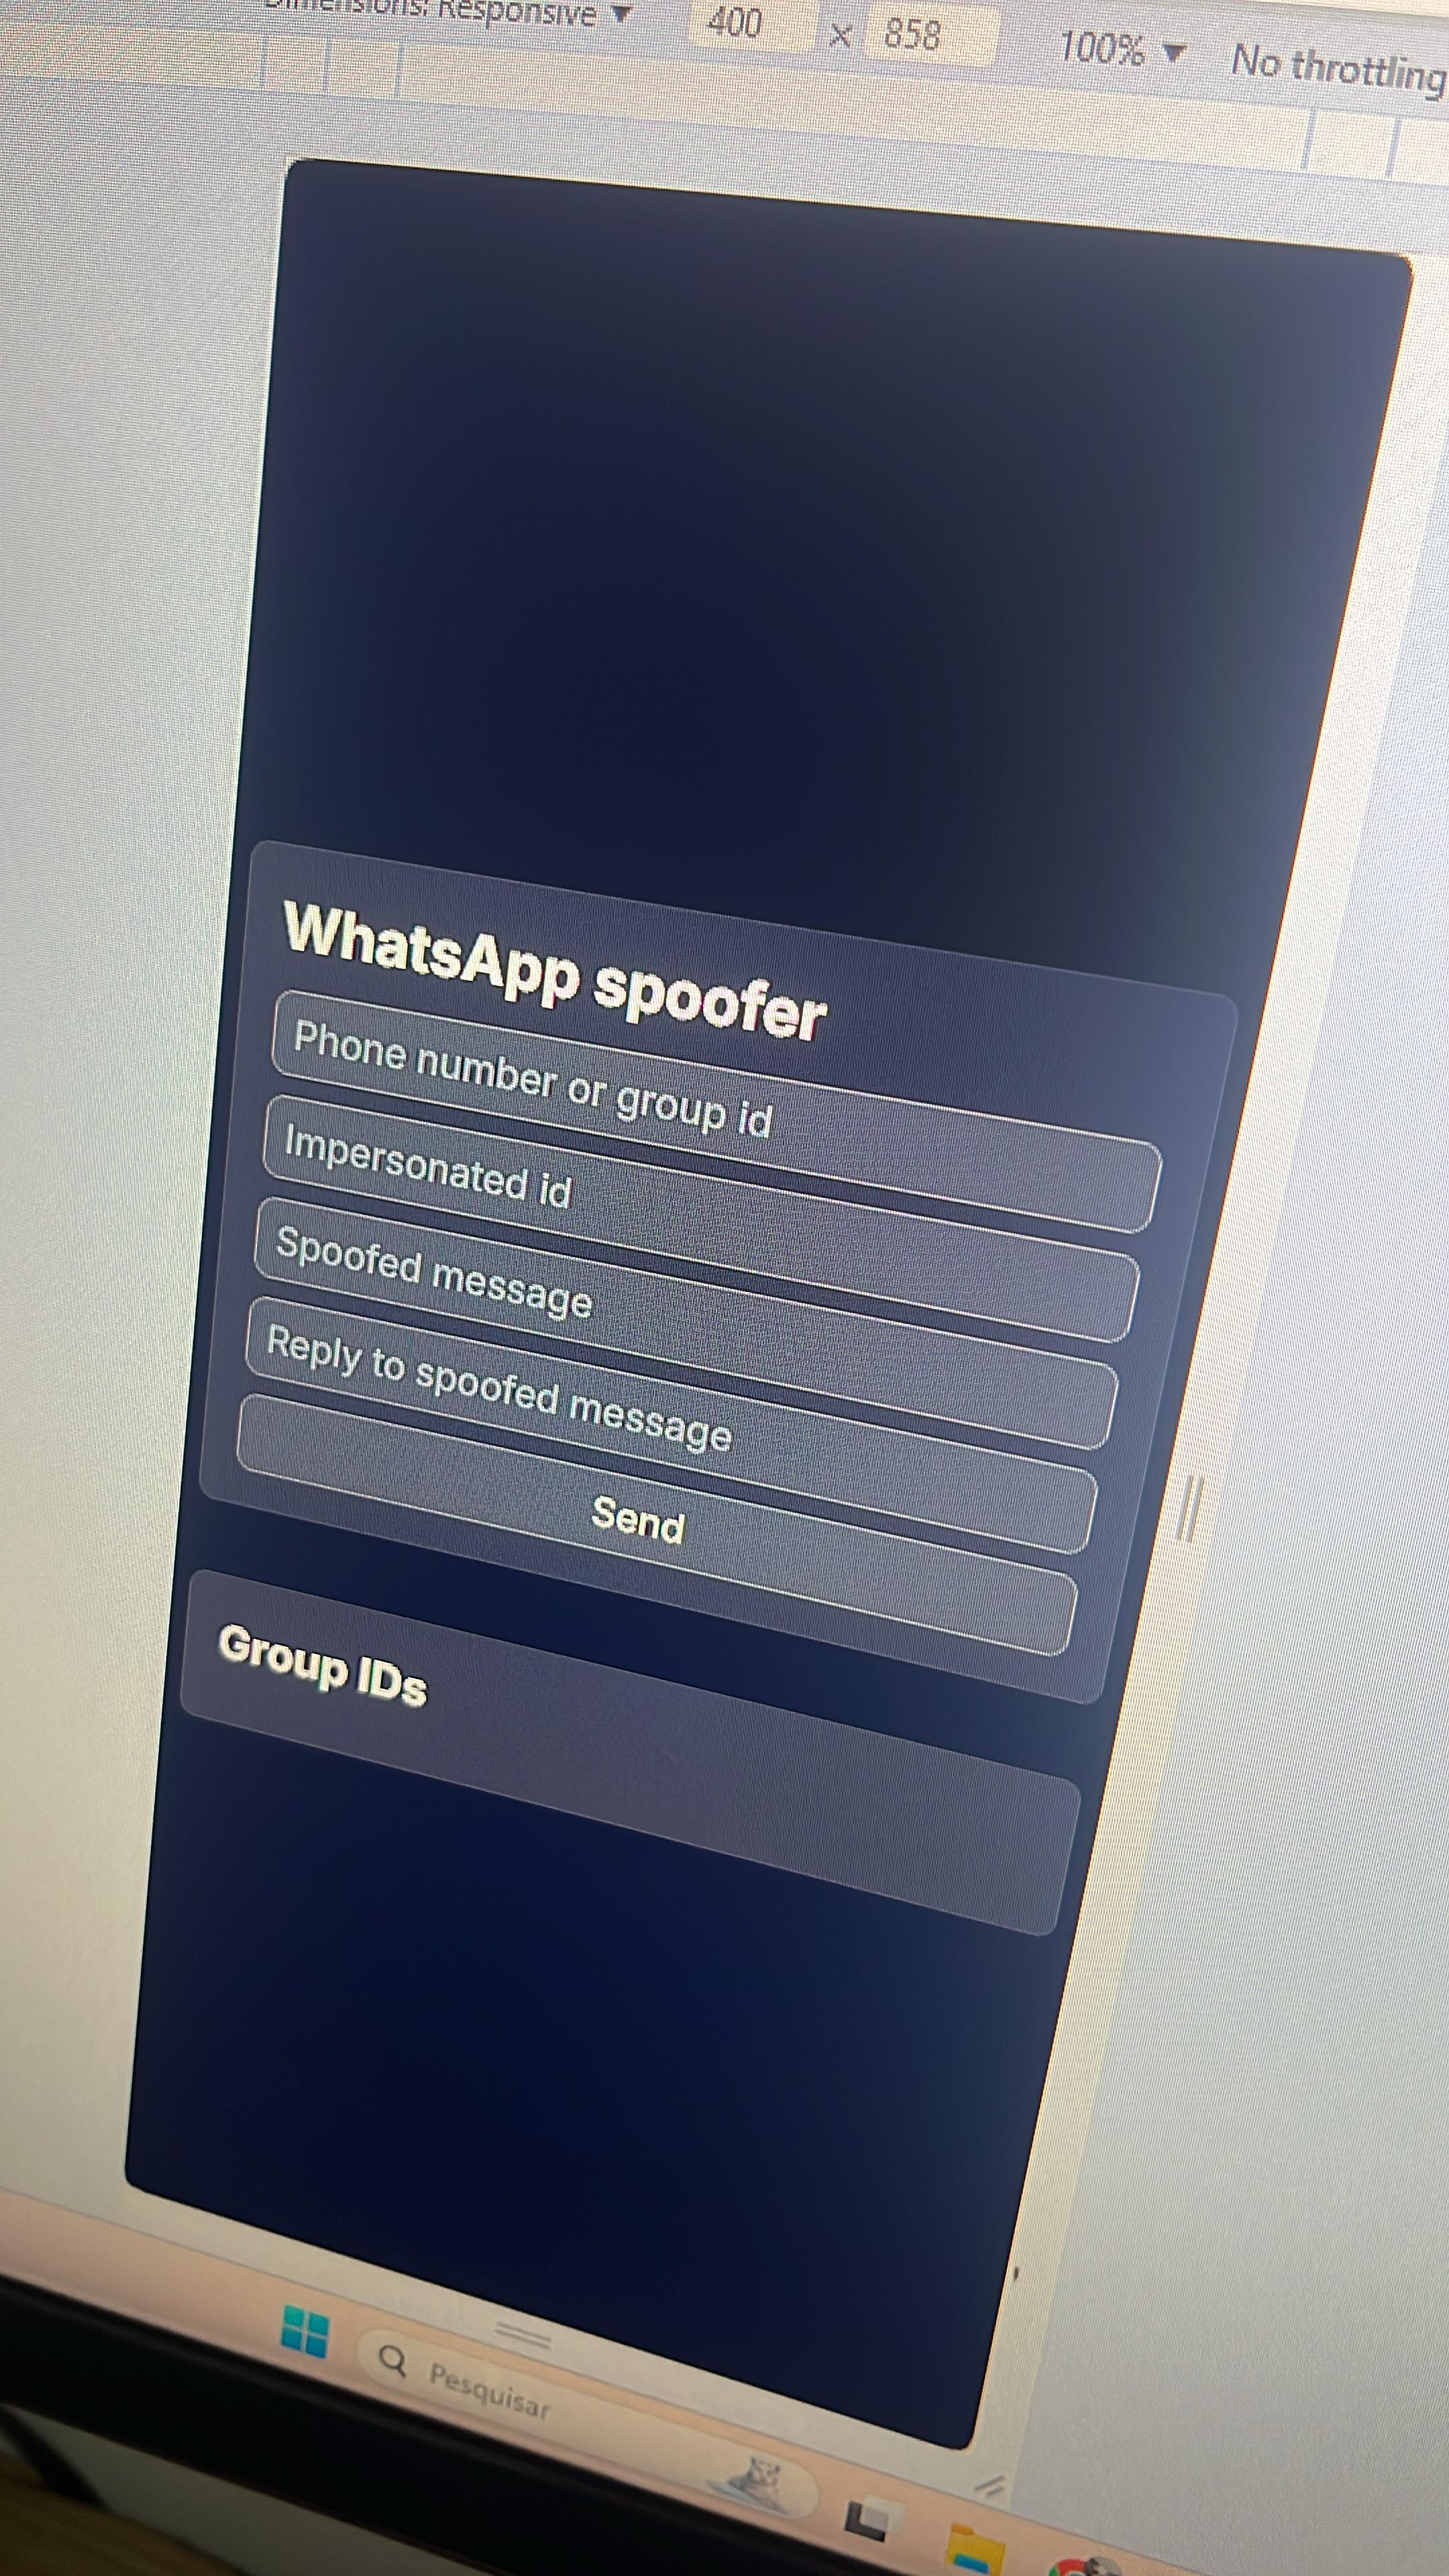 Dimensions: Responsive ▼ 400 x 858 100% ▼ No throttling
WhatsApp spoofer
Phone number or group id
Impersonated id
Spoofed message
Reply to spoofed message
Send
Group IDs
Pesquisar